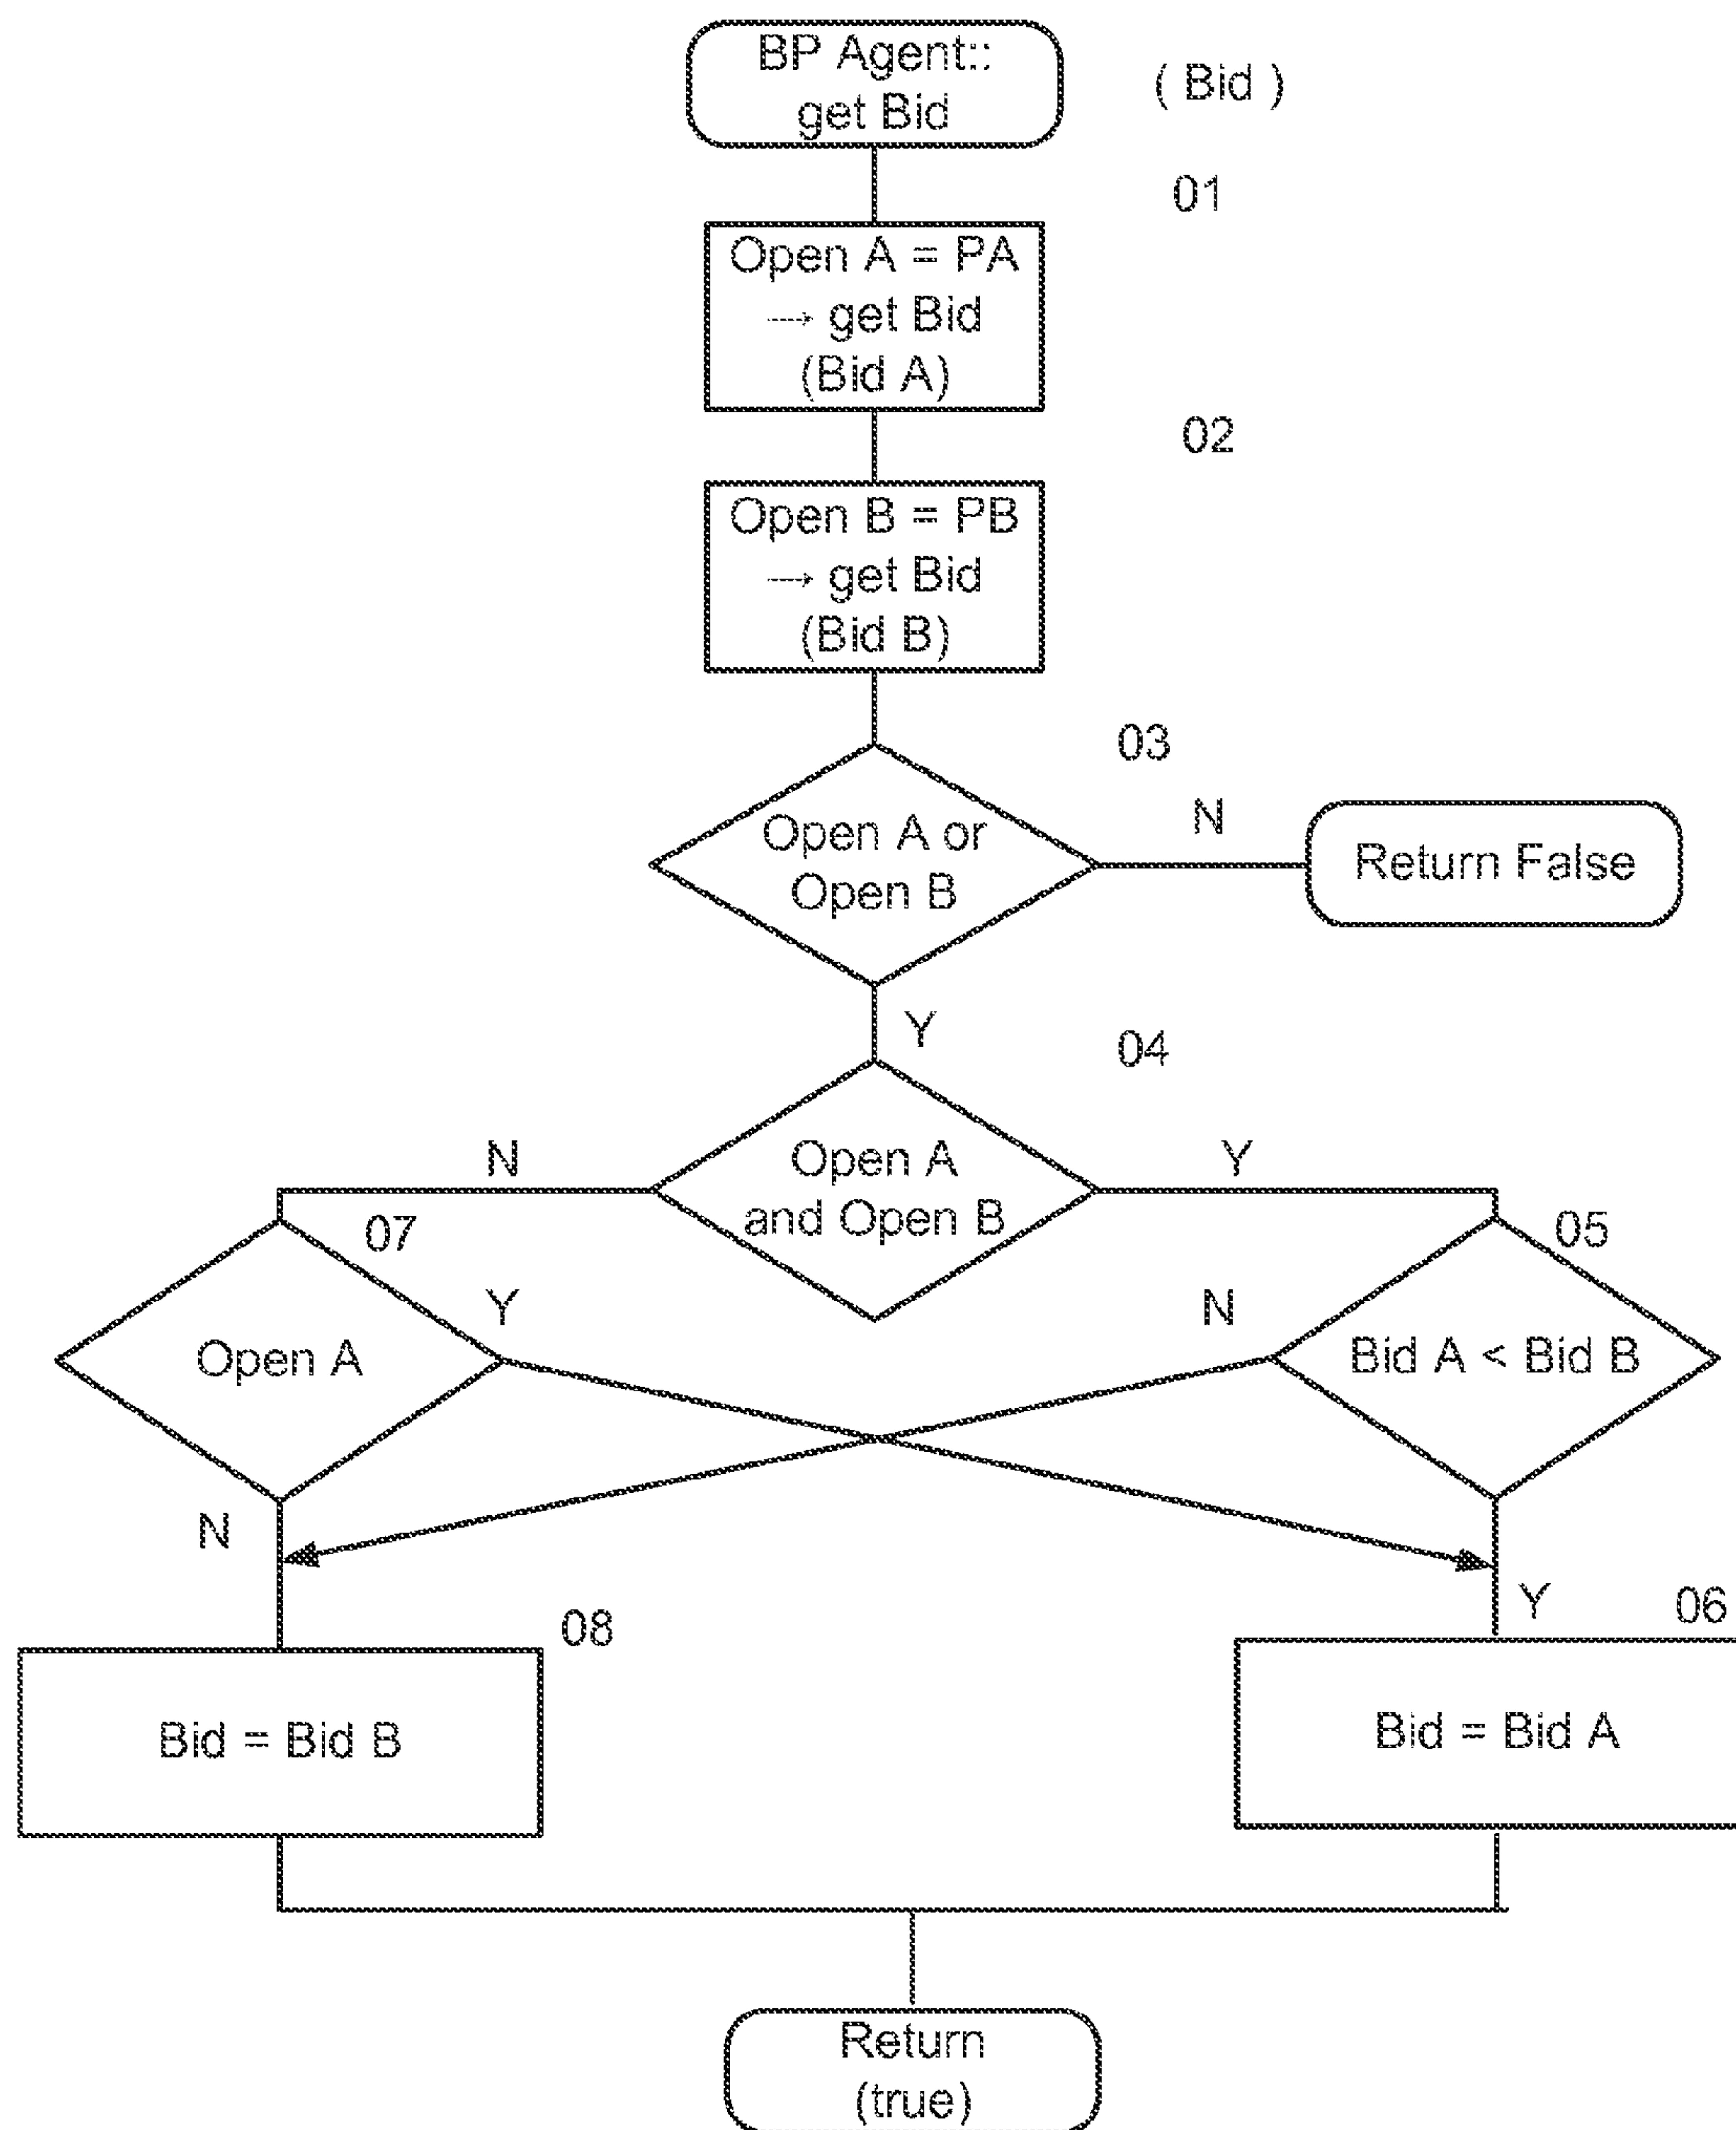 BP Agent::
get Bid
( Bid )
01
Open A = PA
→ get Bid
(Bid A)
02
Open B = PB
→ get Bid
(Bid B)
03
Open A or
Open B
N
Return False
Y
04
Open A
and Open B
N
Y
07
Open A
Y
N
05
Bid A < Bid B
N
Y
08
Bid = Bid B
06
Bid = Bid A
Return
(true)